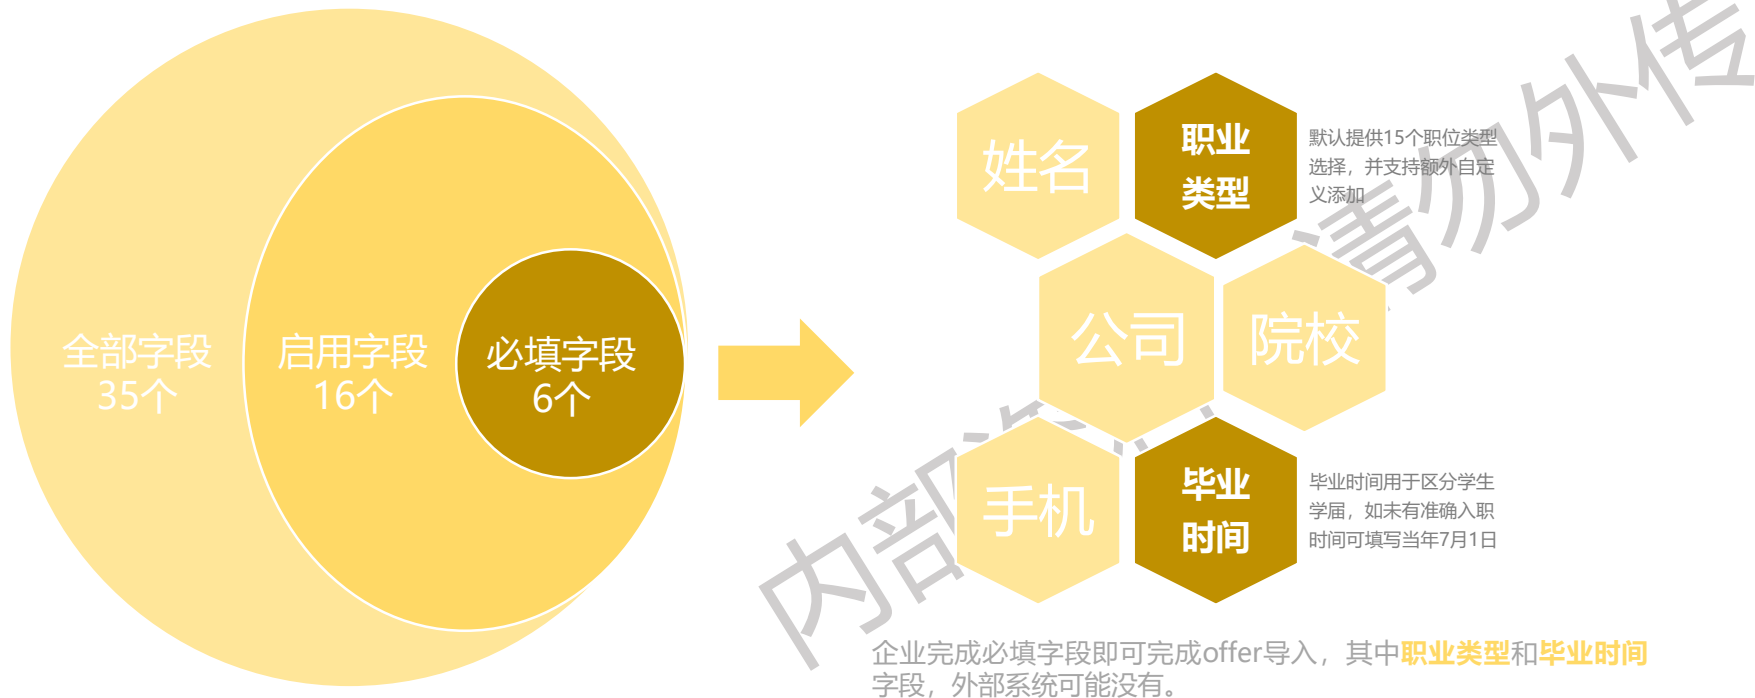 全部字段
35个
启用字段
16个
必填字段
6个
姓名
职业
类型
默认提供15个职位类型
选择，并支持额外自定
义添加
公司
院校
手机
毕业
时间
毕业时间用于区分学生
学届，如未有准确入职
时间可填写当年7月1日
企业完成必填字段即可完成offer导入，其中职业类型和毕业时间
字段，外部系统可能没有。
内部
请勿外传